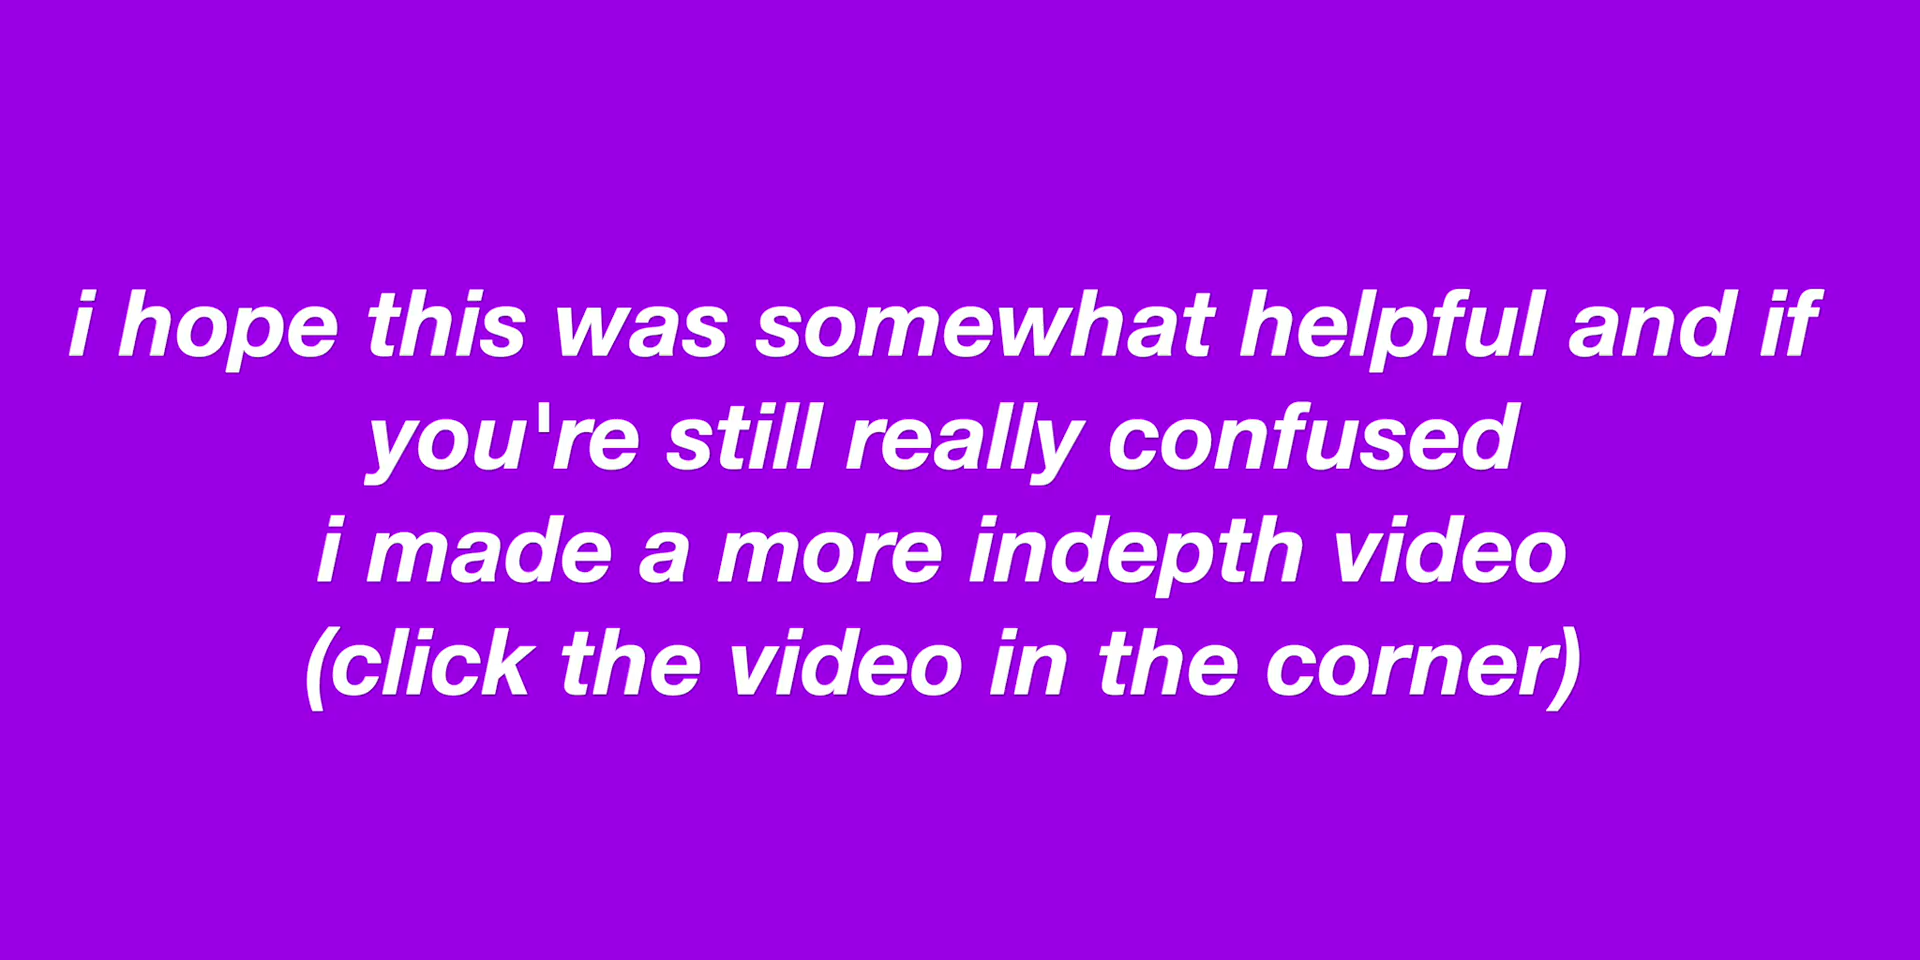 i hope this was somewhat helpful and if
you're still really confused
i made a more indepth video
(click the video in the corner)